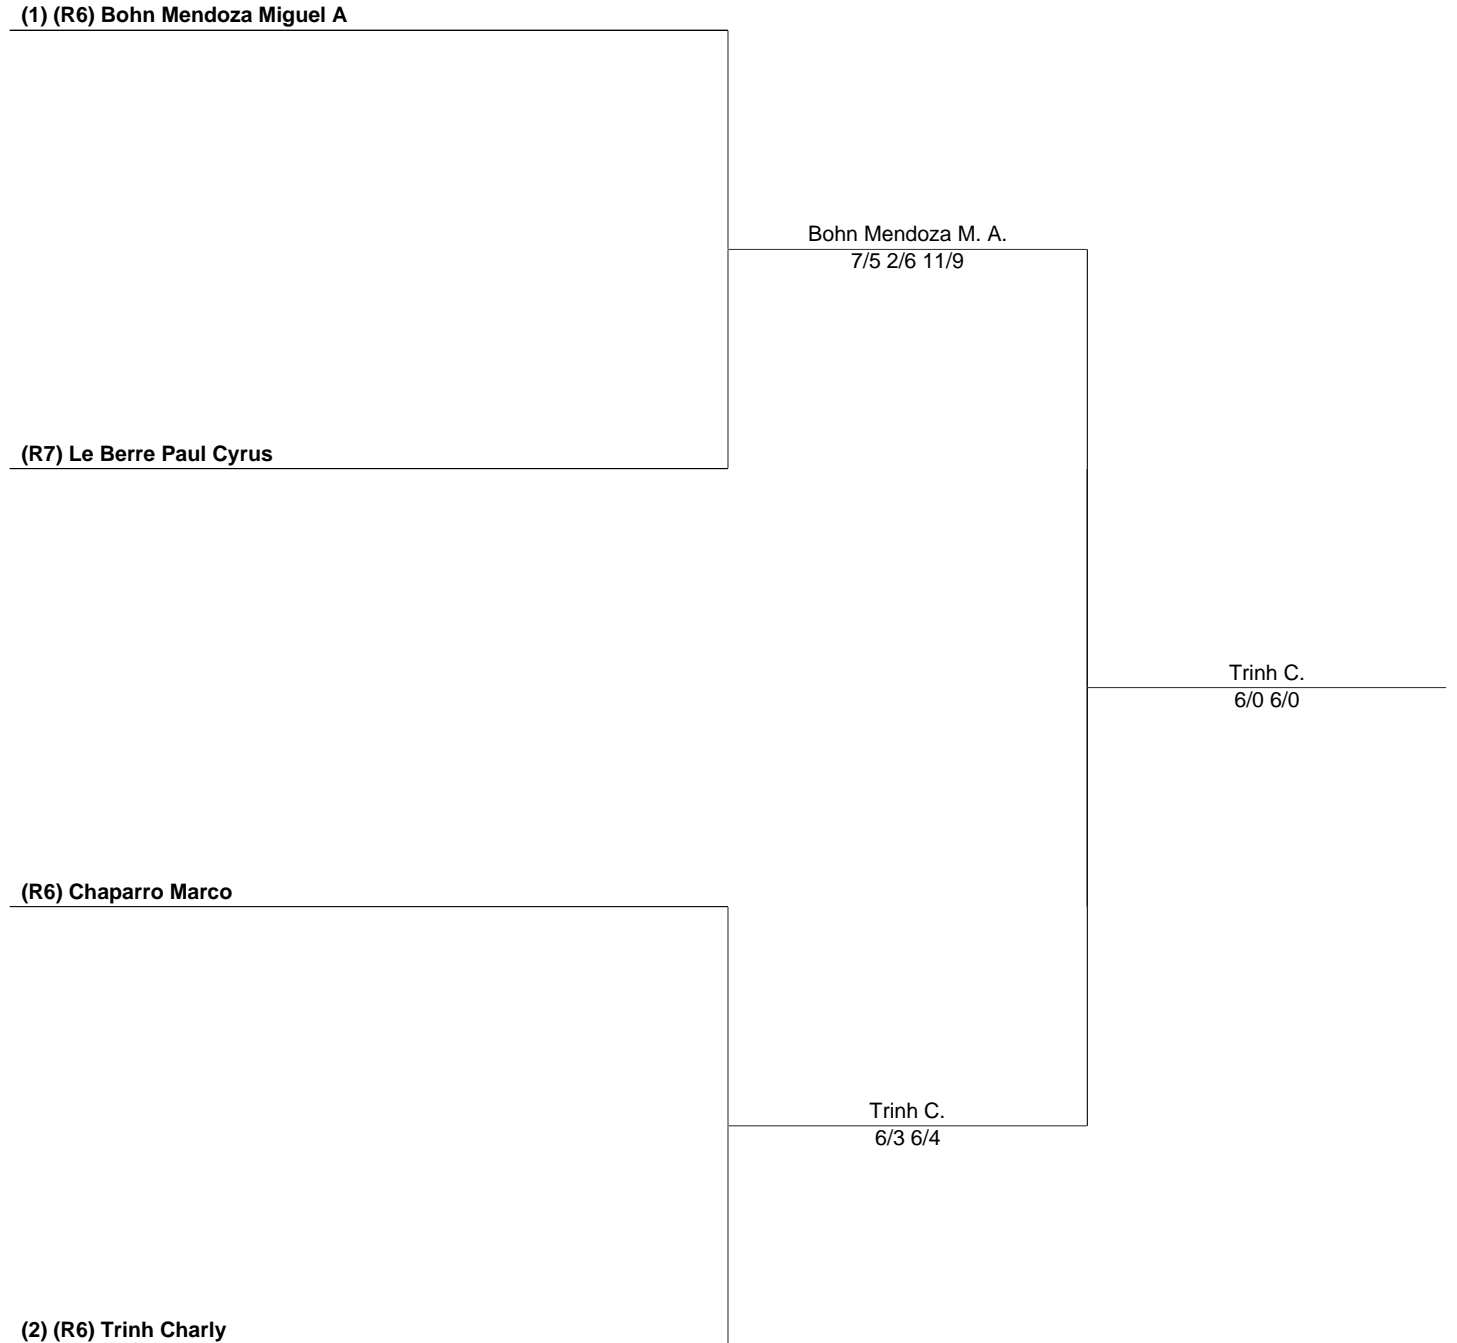 (1) (R6) Bohn Mendoza Miguel A
Bohn Mendoza M. A.
7/5 2/6 11/9
(R7) Le Berre Paul Cyrus
Trinh C.
6/0 6/0
(R6) Chaparro Marco
Trinh C.
6/3 6/4
(2) (R6) Trinh Charly